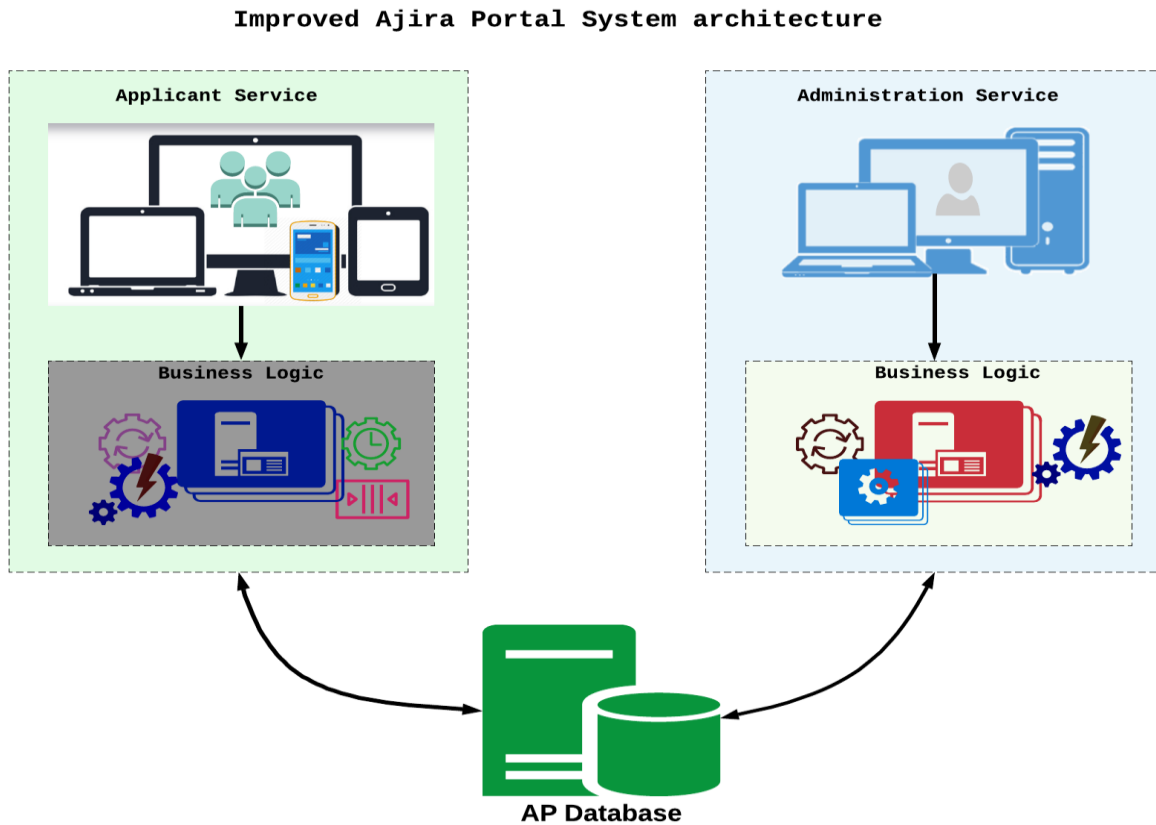 Improved Ajira Portal System architecture
Applicant Service
Administration Service
Business Logic
Business Logic
AP Database